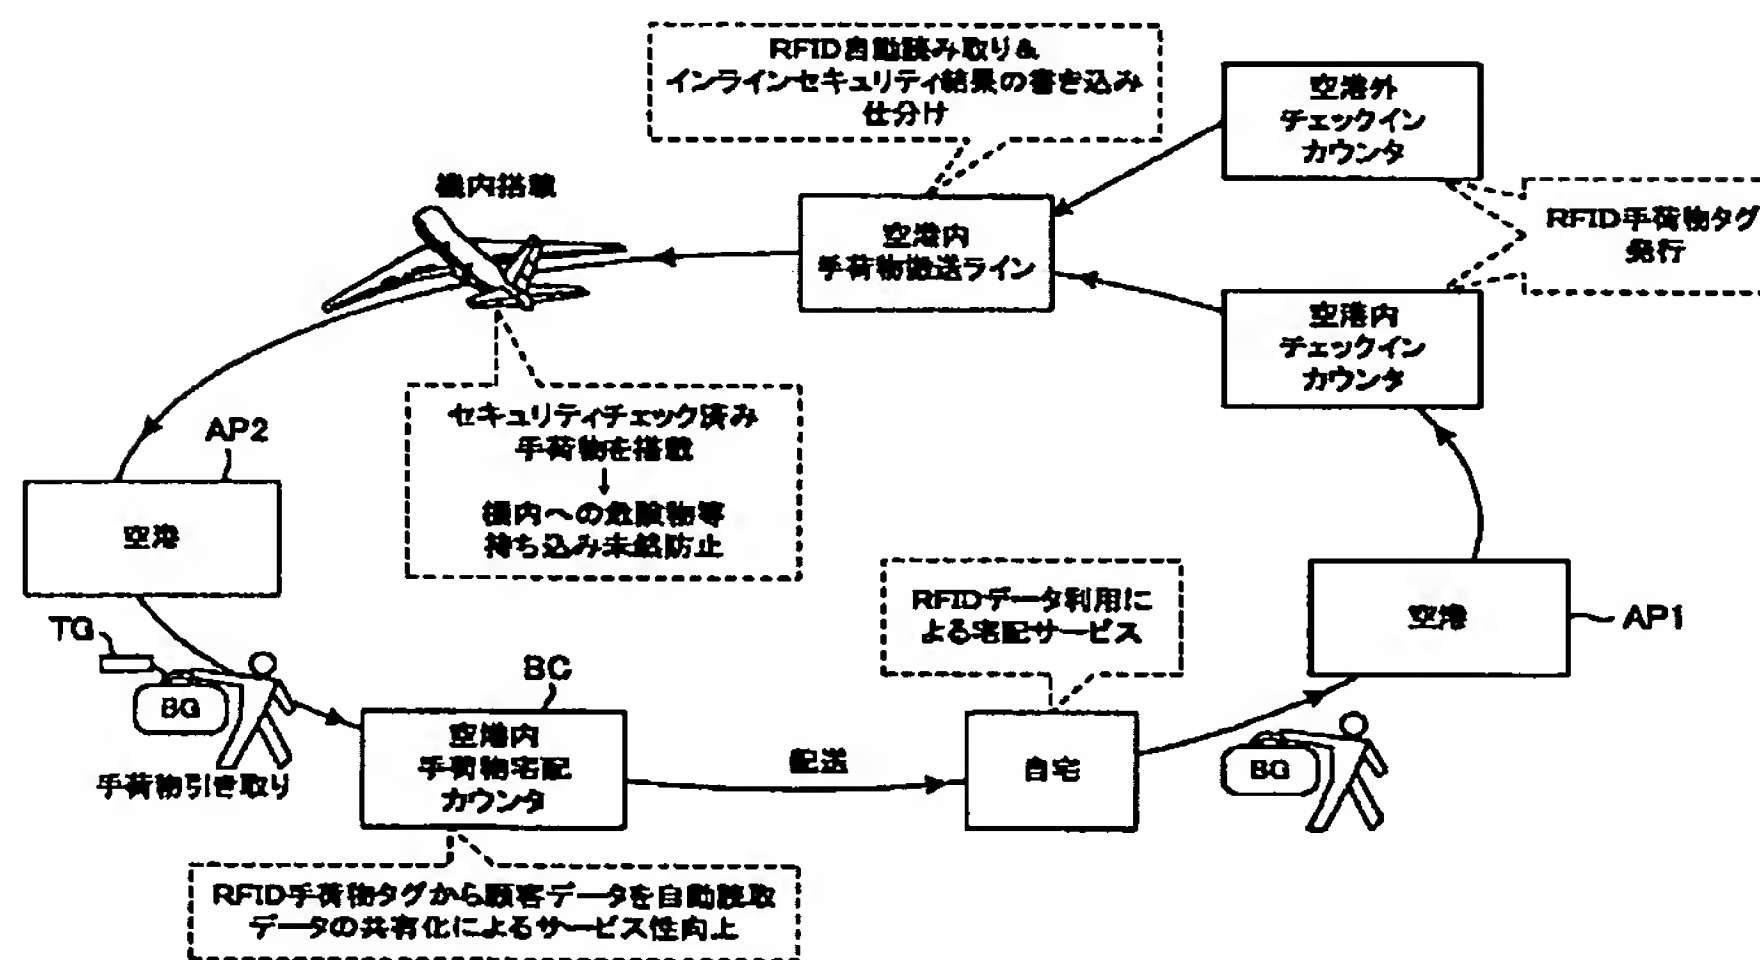 RFID自動読み取り&
インラインセキュリティ結果の書き込み
仕分け
空港外
チェックイン
カウンタ
RFID手荷物タグ
発行
機内搭載
空港内
手荷物搬送ライン
空港内
チェックイン
カウンタ
セキュリティチェック済み
手荷物を搭載
機内への危険物等
持ち込み未然防止
AP2
空港
RFIDデータ利用に
よる宅配サービス
空港
AP1
TG
BG
手荷物引き取り
BC
空港内
手荷物宅配
カウンタ
配送
自宅
BG
RFID手荷物タグから顧客データを自動読取
データの共有化によるサービス性向上